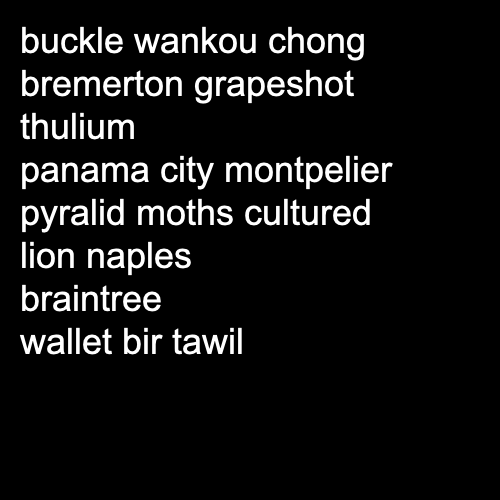 buckle wankou chong
bremerton grapeshot
thulium
panama city montpelier
pyralid moths cultured
lion naples
braintree
wallet bir tawil